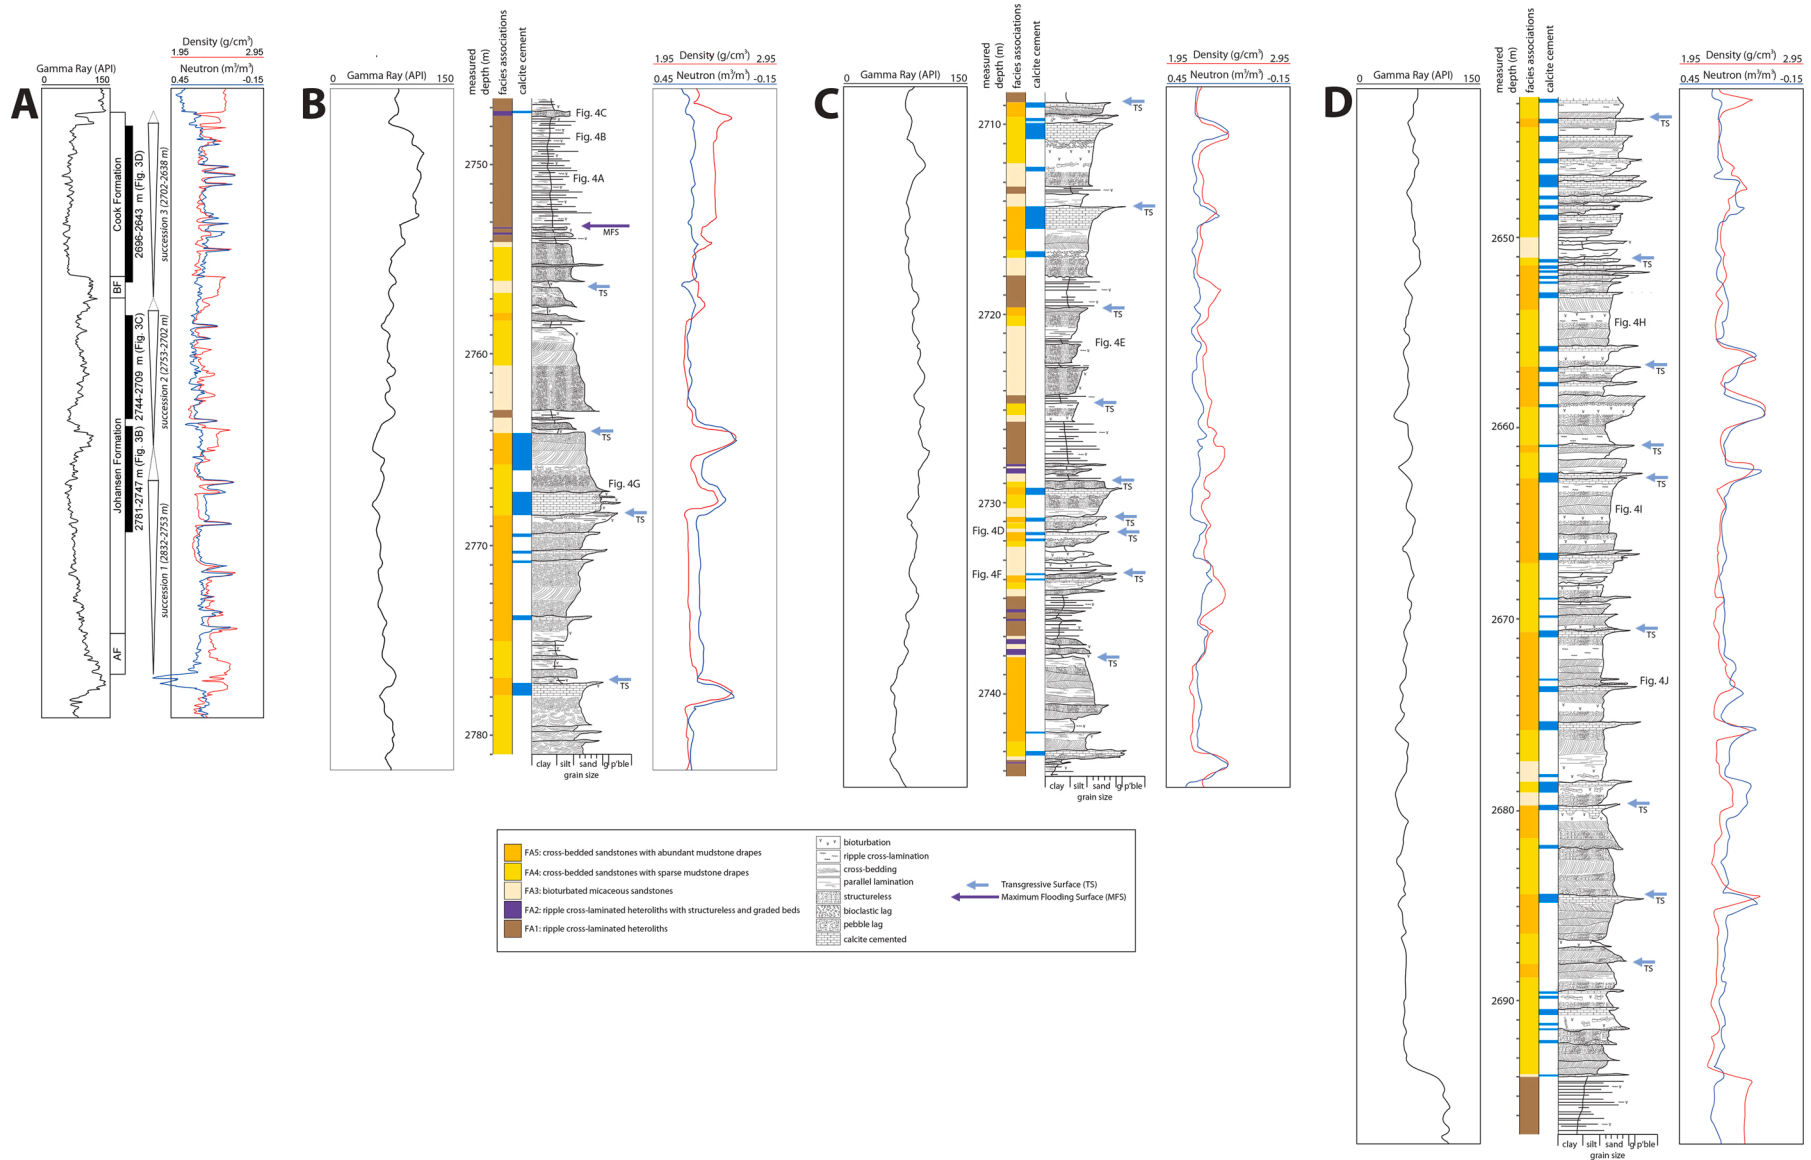 A
Density (g/cm³)
1.95 2.95
Gamma Ray (API) Neutron (m³/m³)
0 150 0.45 -0.15
Cook Formation
BF
Johansen Formation
AF
2696-2643 m (Fig. 3D)
2744-2709 m (Fig. 3C)
2781-2747 m (Fig. 3B)
succession 3 (2702-2638 m)
succession 2 (2753-2702 m)
succession 1 (2832-2753 m)
B
0 Gamma Ray (API) 150
measured depth (m)
facies associations
calcite cement
1.95 Density (g/cm³) 2.95
0.45 Neutron (m³/m³) -0.15
Fig. 4C
Fig. 4B
2750
Fig. 4A
MFS
TS
2760
TS
Fig. 4G
TS
2770
TS
2780
clay silt sand g p'ble
grain size
C
0 Gamma Ray (API) 150
measured depth (m)
facies associations
calcite cement
1.95 Density (g/cm³) 2.95
0.45 Neutron (m³/m³) -0.15
TS
2710
TS
TS
2720
Fig. 4E
TS
TS
2730
TS
Fig. 4D
TS
Fig. 4F
TS
TS
2740
clay silt sand g p'ble
grain size
D
0 Gamma Ray (API) 150
measured depth (m)
facies associations
calcite cement
1.95 Density (g/cm³) 2.95
0.45 Neutron (m³/m³) -0.15
TS
2650
TS
Fig. 4H
TS
2660
TS
TS
Fig. 4I
2670
TS
Fig. 4J
TS
2680
TS
TS
2690
clay silt sand g p'ble
grain size
FA5: cross-bedded sandstones with abundant mudstone drapes
FA4: cross-bedded sandstones with sparse mudstone drapes
FA3: bioturbated micaceous sandstones
FA2: ripple cross-laminated heteroliths with structureless and graded beds
FA1: ripple cross-laminated heteroliths
bioturbation
ripple cross-lamination
cross-bedding
parallel lamination
structureless
bioclastic lag
pebble lag
calcite cemented
Transgressive Surface (TS)
Maximum Flooding Surface (MFS)